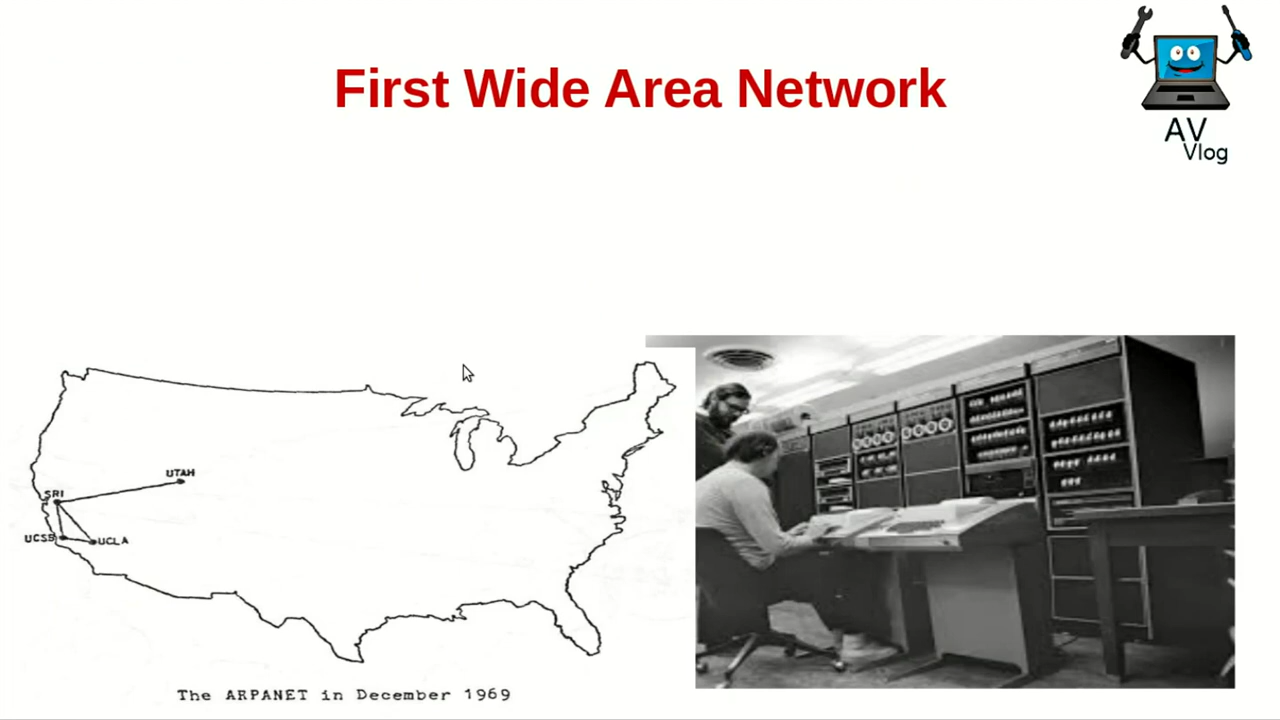 First Wide Area Network
AV
Vlog
UTAH
SRI
UCSB
UCLA
The ARPANET in December 1969